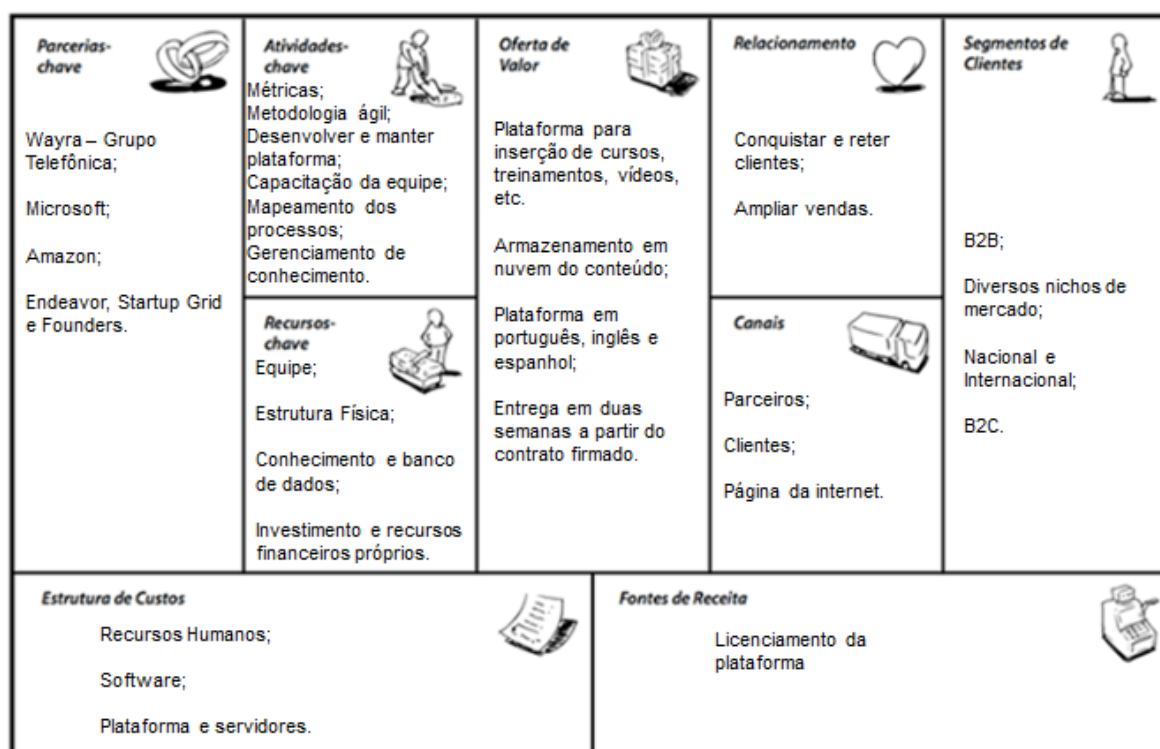 Parcerias-
chave
Wayra – Grupo
Telefônica;
Microsoft;
Amazon;
Endeavor, Startup Grid
e Founders.
Atividades-
chave
Métricas;
Metodologia ágil;
Desenvolver e manter
plataforma;
Capacitação da equipe;
Mapeamento dos
processos;
Gerenciamento de
conhecimento.
Recursos-
chave
Equipe;
Estrutura Física;
Conhecimento e banco
de dados;
Investimento e recursos
financeiros próprios.
Oferta de
Valor
Plataforma para
inserção de cursos,
treinamentos, vídeos,
etc.
Armazenamento em
nuvem do conteúdo;
Plataforma em
português, inglês e
espanhol;
Entrega em duas
semanas a partir do
contrato firmado.
Relacionamento
Conquistar e reter
clientes;
Ampliar vendas.
Canais
Parceiros;
Clientes;
Página da internet.
Segmentos de
Clientes
B2B;
Diversos nichos de
mercado;
Nacional e
Internacional;
B2C.
Estrutura de Custos
Recursos Humanos;
Software;
Plataforma e servidores.
Fontes de Receita
Licenciamento da
plataforma